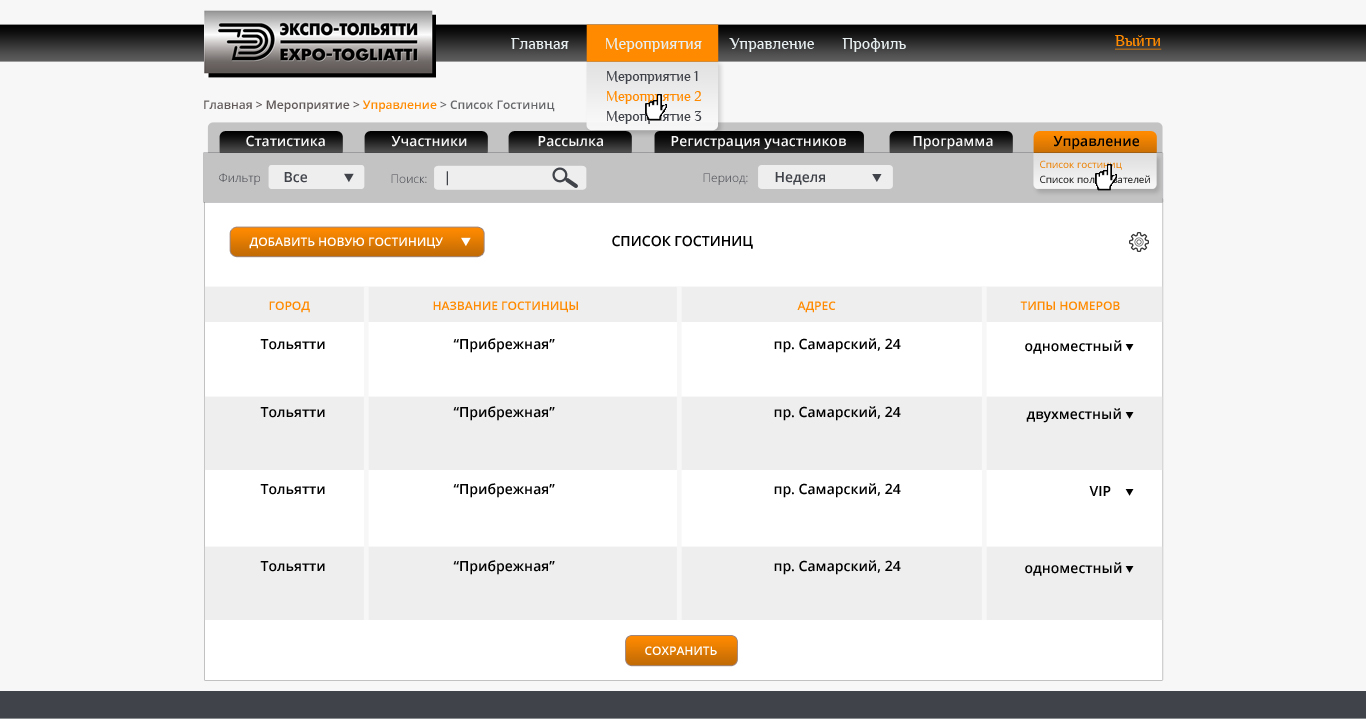 ЭКСПО-ТОЛЬЯТТИ
EXPO-TOGLIATTI
Главная Мероприятия Управление Профиль Выйти
Мероприятие 1
Мероприятие 2
Мероприятие 3
Главная > Мероприятие > Управление > Список Гостиниц
Статистика Участники Рассылка Регистрация участников Программа Управление
Список гостиниц
Список
Фильтр Все Поиск: Период: Неделя
ДОБАВИТЬ НОВУЮ ГОСТИНИЦУ СПИСОК ГОСТИНИЦ
ГОРОД НАЗВАНИЕ ГОСТИНИЦЫ АДРЕС ТИПЫ НОМЕРОВ
Тольятти “Прибрежная” пр. Самарский, 24 одноместный
Тольятти “Прибрежная” пр. Самарский, 24 двухместный
Тольятти “Прибрежная” пр. Самарский, 24 VIP
Тольятти “Прибрежная” пр. Самарский, 24 одноместный
СОХРАНИТЬ